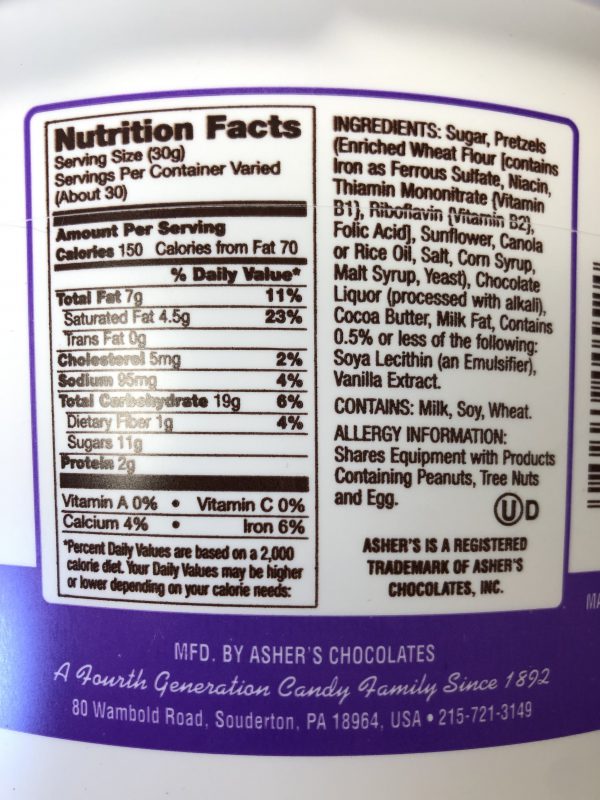 Nutrition Facts
Serving Size (30g)
Servings Per Container Varied
(About 30)
Amount Per Serving
Calories 150 Calories from Fat 70
% Daily Value*
Total Fat 7g 11%
Saturated Fat 4.5g 23%
Trans Fat 0g
Cholesterol 5mg 2%
Sodium 95mg 4%
Total Carbohydrate 19g 6%
Dietary Fiber 1g 4%
Sugars 11g
Protein 2g
Vitamin A 0% • Vitamin C 0%
Calcium 4% • Iron 6%
*Percent Daily Values are based on a 2,000
calorie diet. Your Daily Values may be higher
or lower depending on your calorie needs:
INGREDIENTS: Sugar, Pretzels
(Enriched Wheat Flour [contains
Iron as Ferrous Sulfate, Niacin,
Thiamin Mononitrate {Vitamin
B1}, Riboflavin {Vitamin B2},
Folic Acid], Sunflower, Canola
or Rice Oil, Salt, Corn Syrup,
Malt Syrup, Yeast), Chocolate
Liquor (processed with alkali),
Cocoa Butter, Milk Fat, Contains
0.5% or less of the following:
Soya Lecithin (an Emulsifier),
Vanilla Extract.
CONTAINS: Milk, Soy, Wheat.
ALLERGY INFORMATION:
Shares Equipment with Products
Containing Peanuts, Tree Nuts
and Egg.
U D
ASHER'S IS A REGISTERED
TRADEMARK OF ASHER'S
CHOCOLATES, INC.
MFD. BY ASHER'S CHOCOLATES
A Fourth Generation Candy Family Since 1892
80 Wambold Road, Souderton, PA 18964, USA • 215-721-3149